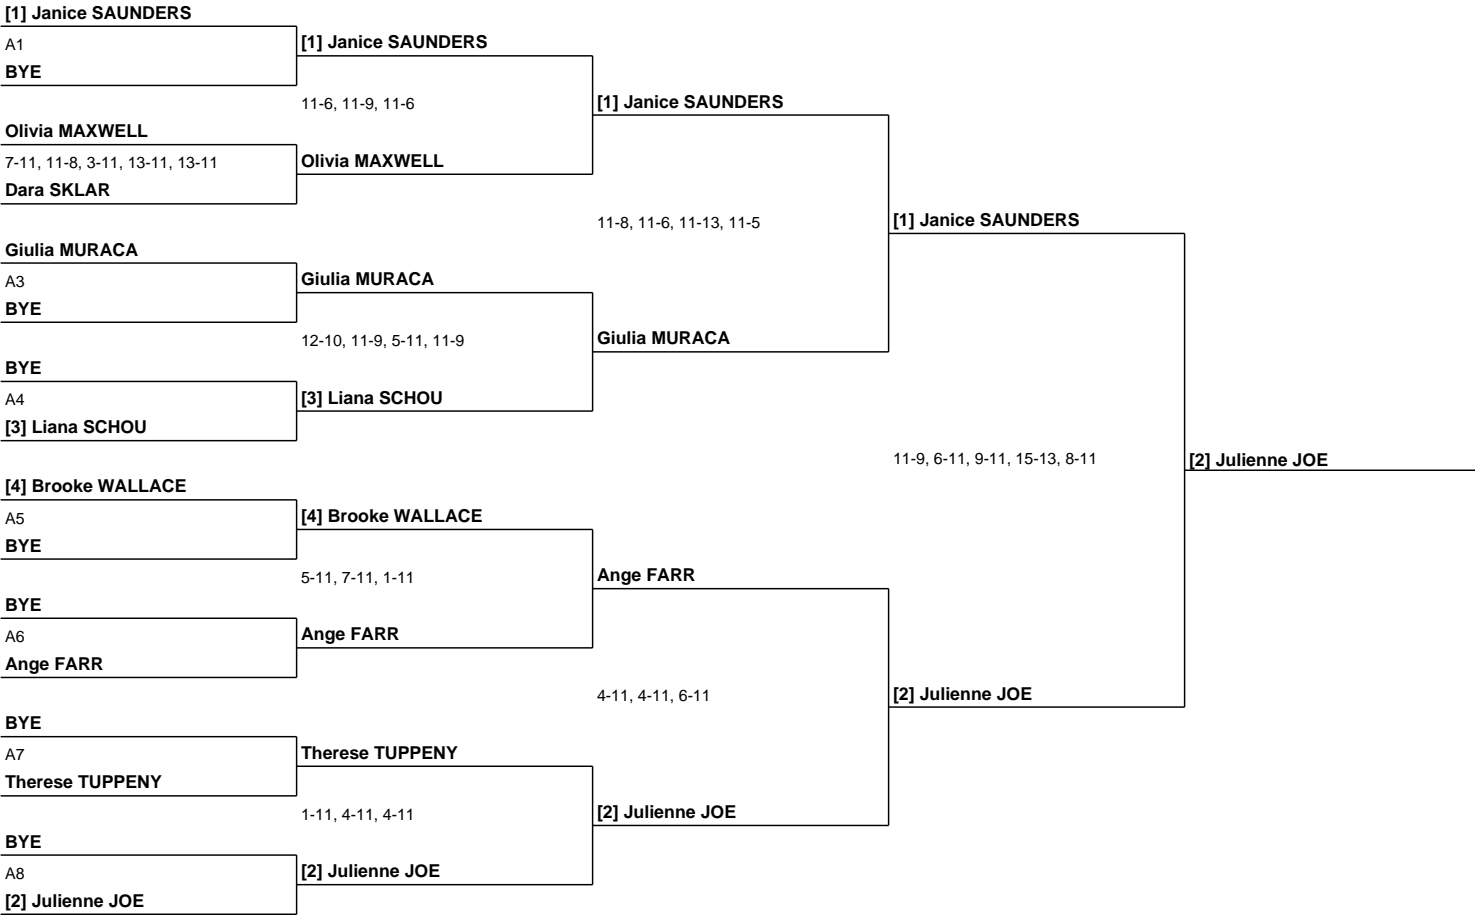 [1] Janice SAUNDERS
A1
BYE
Olivia MAXWELL
7-11, 11-8, 3-11, 13-11, 13-11
Dara SKLAR
Giulia MURACA
A3
BYE
BYE
A4
[3] Liana SCHOU
[4] Brooke WALLACE
A5
BYE
BYE
A6
Ange FARR
BYE
A7
Therese TUPPENY
BYE
A8
[2] Julienne JOE
[1] Janice SAUNDERS
11-6, 11-9, 11-6
Olivia MAXWELL
Giulia MURACA
12-10, 11-9, 5-11, 11-9
[3] Liana SCHOU
[4] Brooke WALLACE
5-11, 7-11, 1-11
Ange FARR
Therese TUPPENY
1-11, 4-11, 4-11
[2] Julienne JOE
[1] Janice SAUNDERS
11-8, 11-6, 11-13, 11-5
Giulia MURACA
Ange FARR
4-11, 4-11, 6-11
[2] Julienne JOE
[1] Janice SAUNDERS
11-9, 6-11, 9-11, 15-13, 8-11
[2] Julienne JOE
[2] Julienne JOE